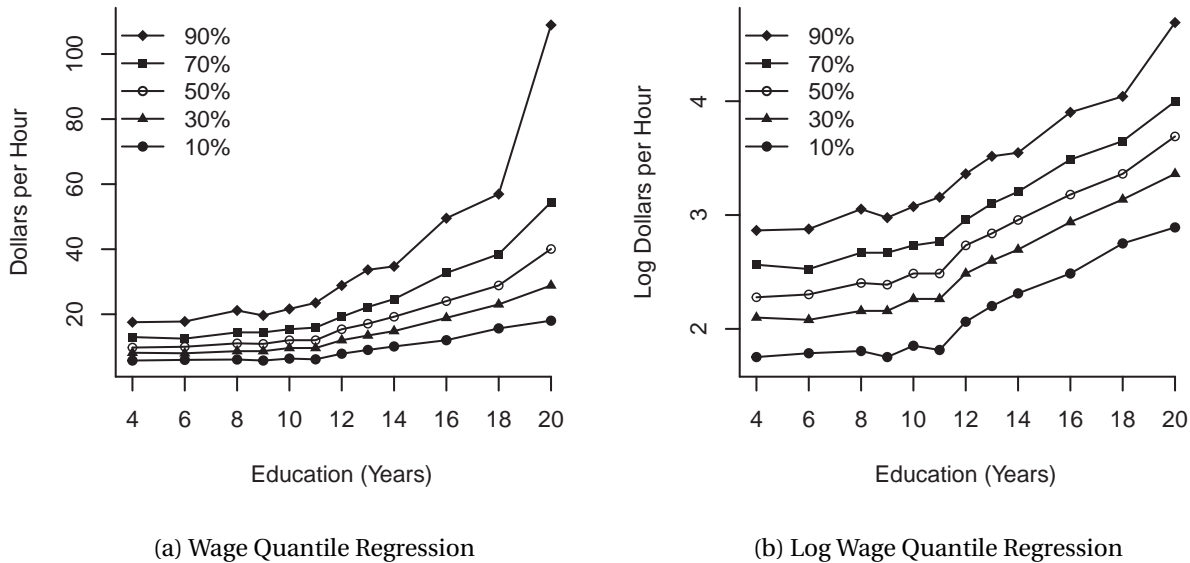 90%
70%
50%
30%
10%
Dollars per Hour
100
80
60
40
20
4 6 8 10 12 14 16 18 20
Education (Years)
(a) Wage Quantile Regression
90%
70%
50%
30%
10%
Log Dollars per Hour
4
3
2
4 6 8 10 12 14 16 18 20
Education (Years)
(b) Log Wage Quantile Regression